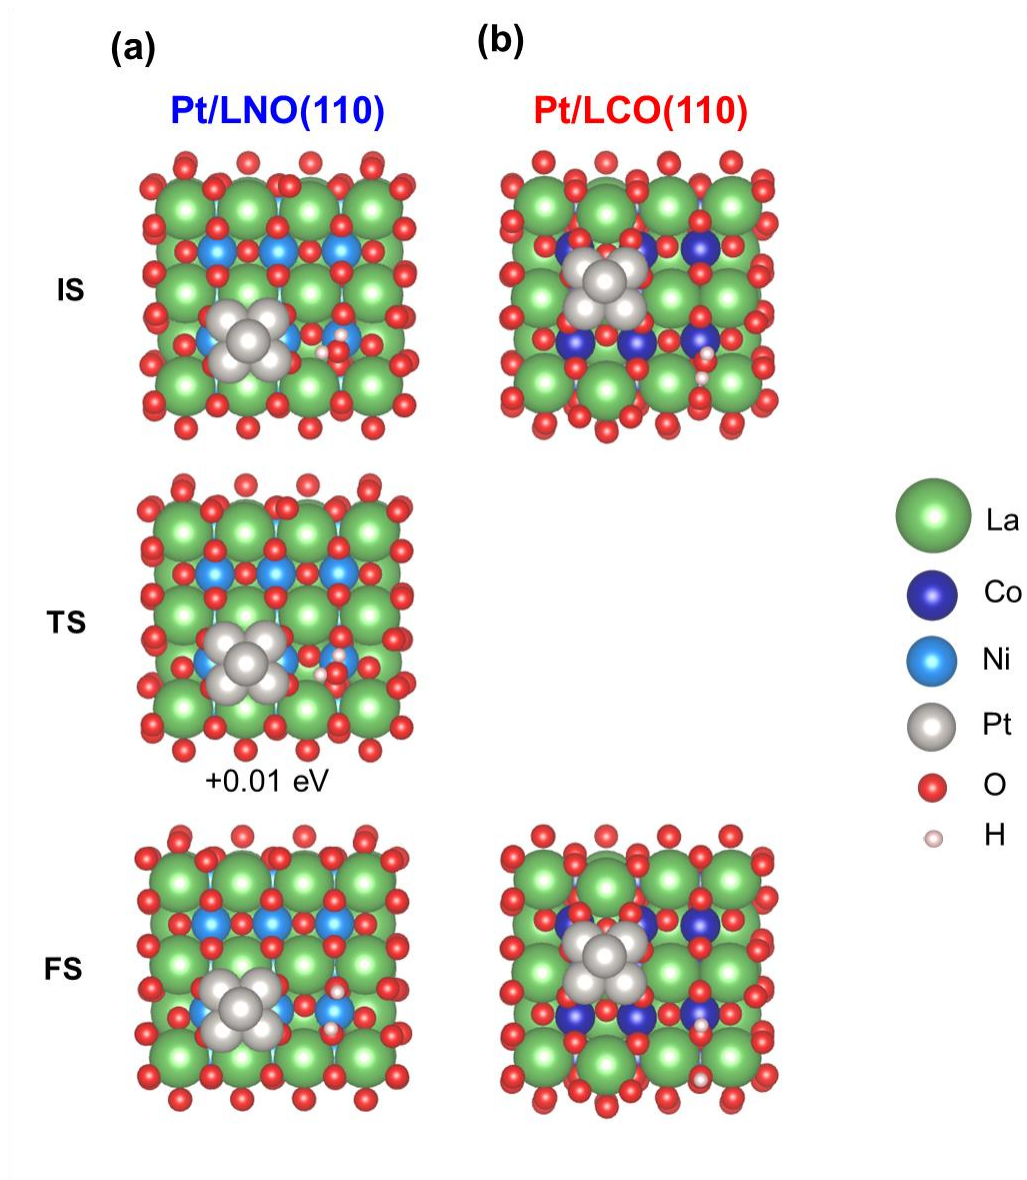 (a)
(b)
Pt/LNO(110)
Pt/LCO(110)
IS
TS
+0.01 eV
FS
La
Co
Ni
Pt
O
H